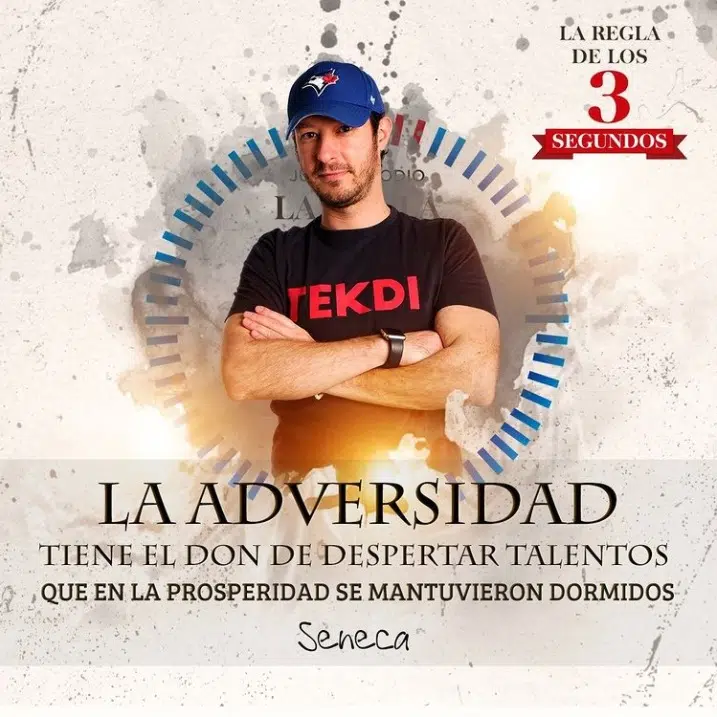 LA REGLA
DE LOS
3
SEGUNDOS
TEKDI
LA ADVERSIDAD
TIENE EL DON DE DESPERTAR TALENTOS
QUE EN LA PROSPERIDAD SE MANTUVIERON DORMIDOS
Seneca